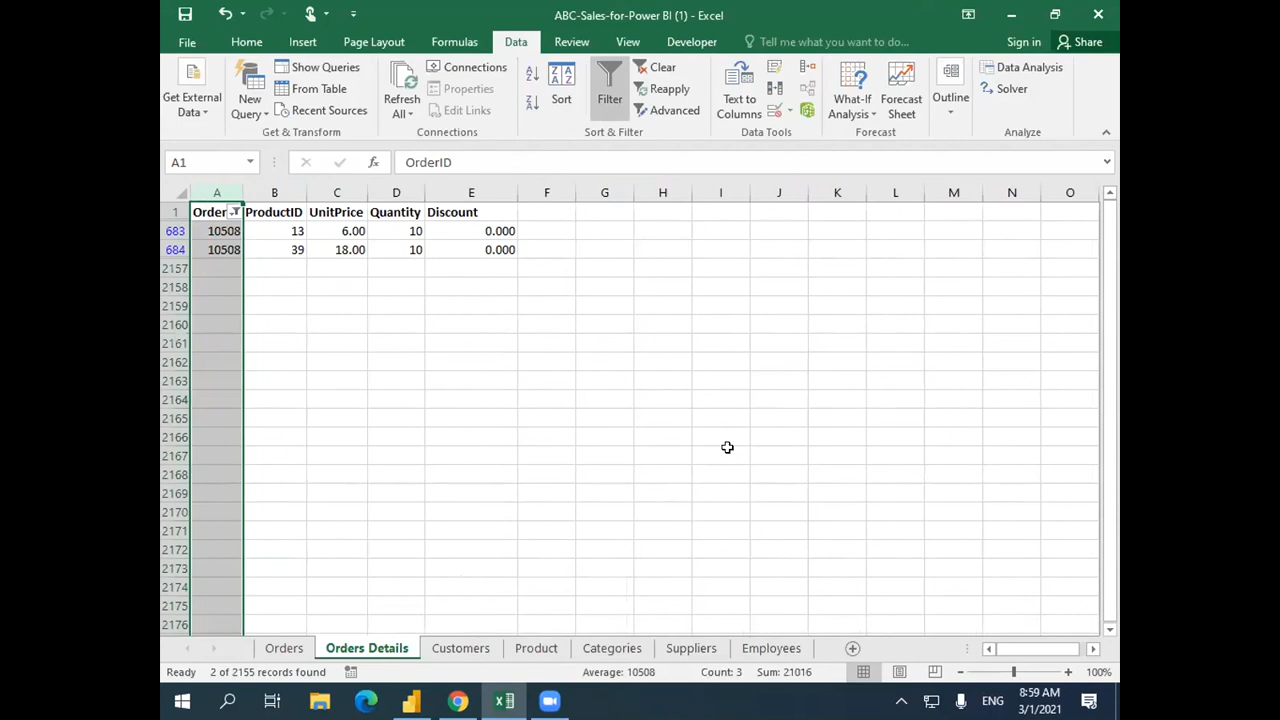 ABC-Sales-for-Power BI (1) - Excel
File Home Insert Page Layout Formulas Data Review View Developer Tell me what you want to do... Sign in Share
Get External Data
New Query
Show Queries
From Table
Recent Sources
Get & Transform
Refresh All
Connections
Properties
Edit Links
Connections
Sort
Filter
Clear
Reapply
Advanced
Sort & Filter
Text to Columns
Data Tools
What-If Analysis
Forecast Sheet
Forecast
Outline
Data Analysis
Solver
Analyze
A1 fx OrderID
A B C D E F G H I J K L M N O
1 Order ProductID UnitPrice Quantity Discount
683 10508 13 6.00 10 0.000
684 10508 39 18.00 10 0.000
2157
2158
2159
2160
2161
2162
2163
2164
2165
2166
2167
2168
2169
2170
2171
2172
2173
2174
2175
2176
Orders Orders Details Customers Product Categories Suppliers Employees
Ready 2 of 2155 records found Average: 10508 Count: 3 Sum: 21016 100%
ENG 8:59 AM
3/1/2021